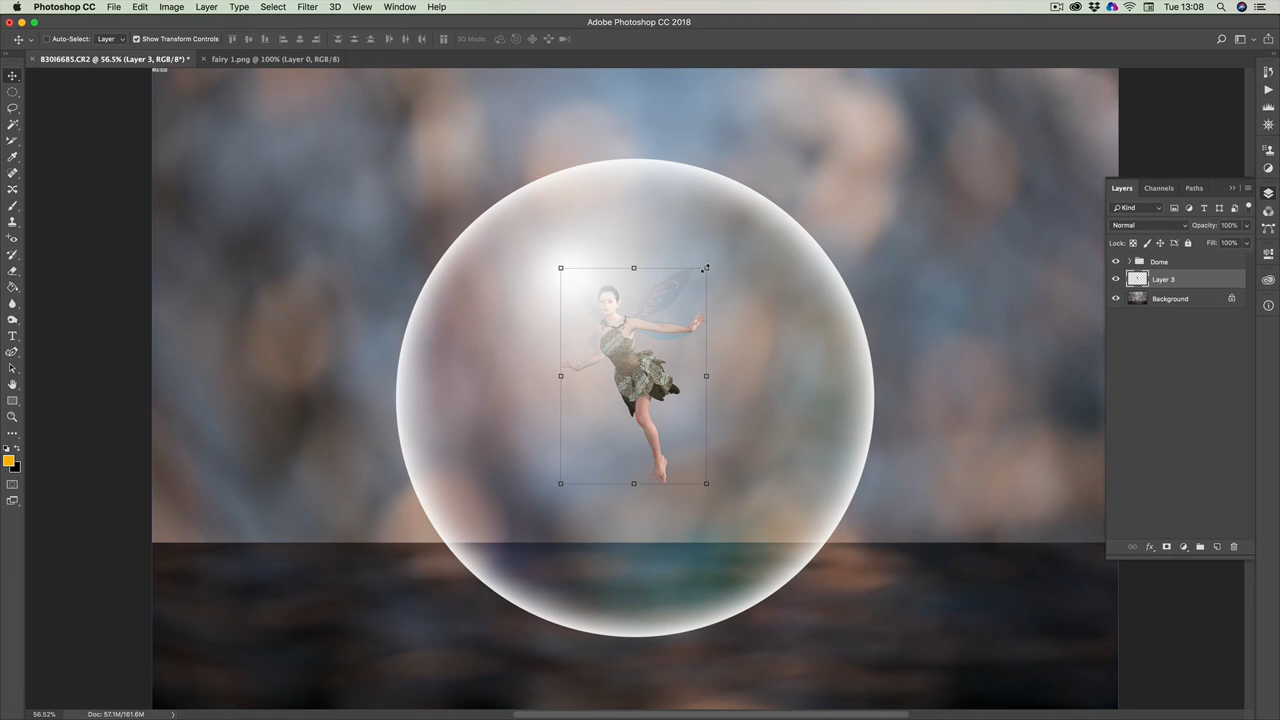 Photoshop CC File Edit Image Layer Type Select Filter 3D View Window Help Tue 13:08
Adobe Photoshop CC 2018
Auto-Select: Layer Show Transform Controls 3D Mode:
B30I6685.CR2 @ 56.5% (Layer 3, RGB/8*) * fairy 1.png @ 100% (Layer 0, RGB/8)
Layers Channels Paths
Kind
Normal Opacity: 100%
Lock: Fill: 100%
Dome
Layer 3
Background
56.52% Doc: 57.1M/161.6M